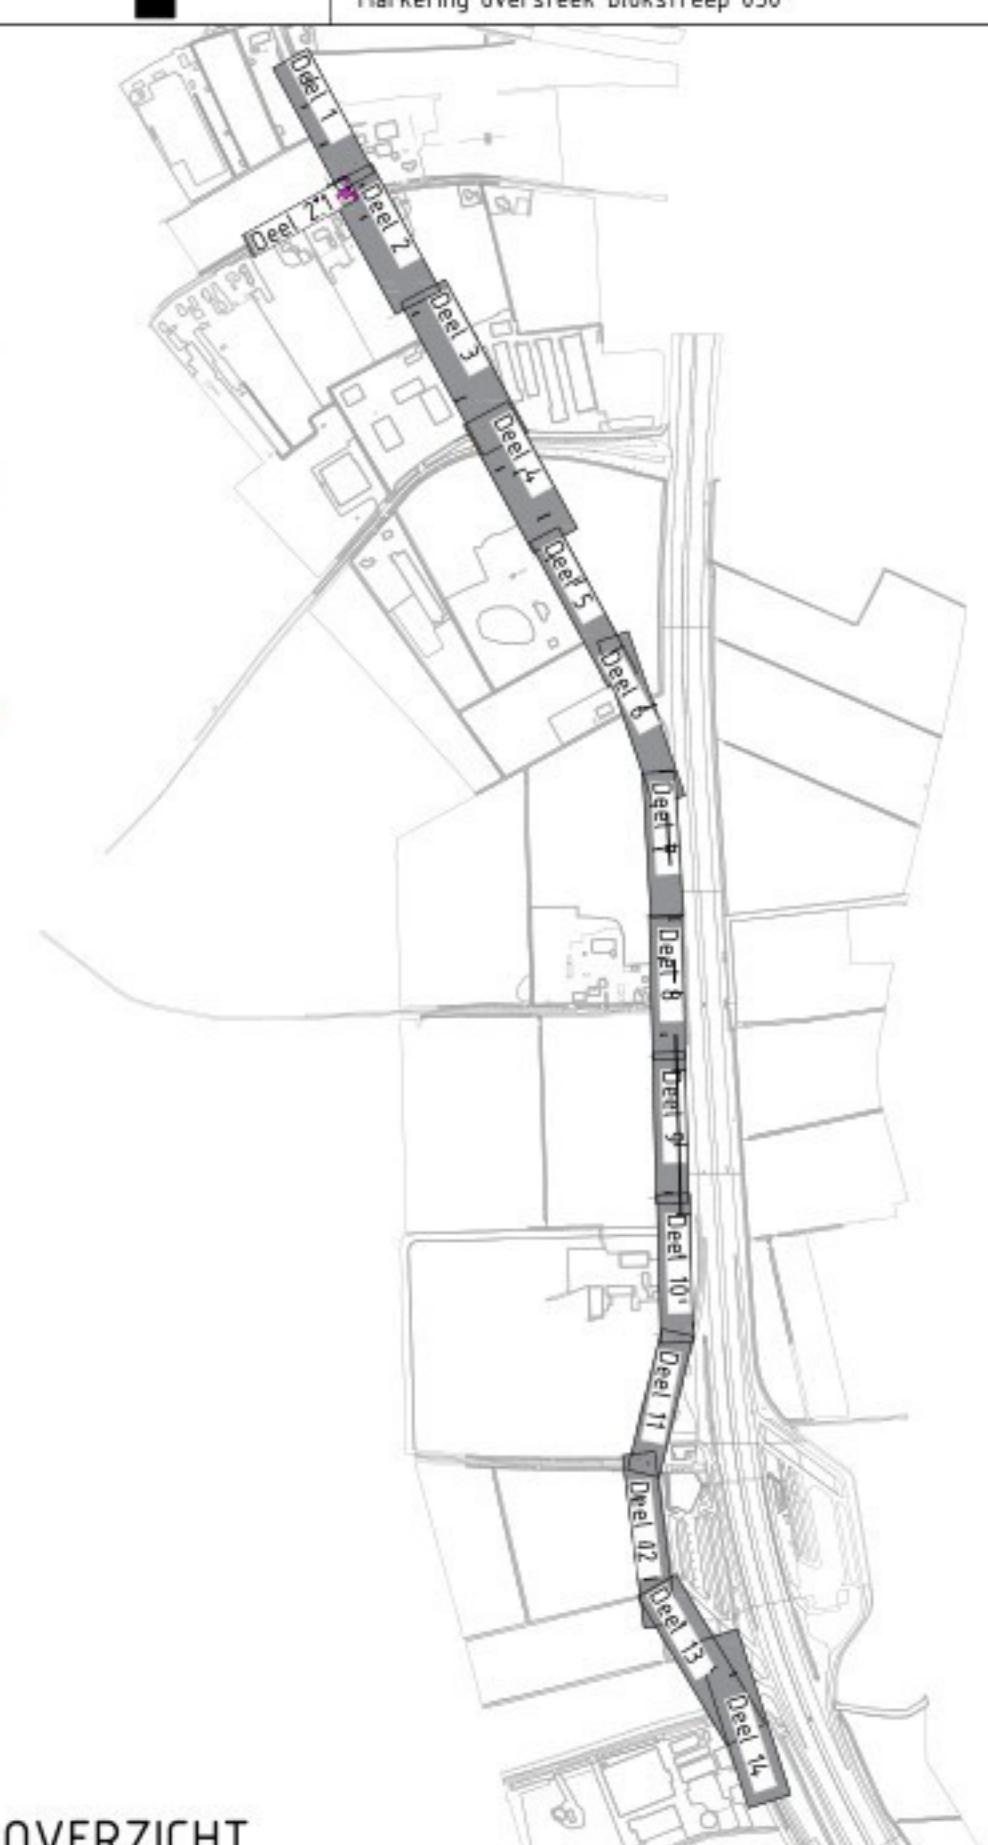 Markering oversteek blokstreep 050
Deel 1
Deel 2
Deel 2*1
Deel 3
Deel 4
Deel 5
Deel 6
Deel 7
Deel 8
Deel 9
Deel 10
Deel 11
Deel 12
Deel 13
Deel 14
OVERZICHT